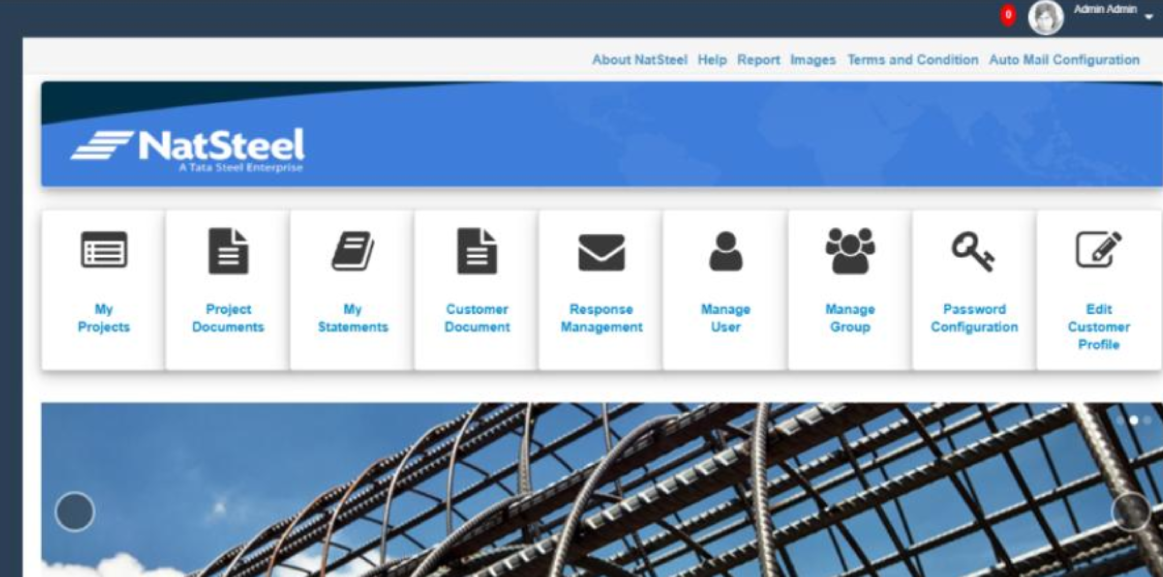 0 Admin Admin
About NatSteel Help Report Images Terms and Condition Auto Mail Configuration
NatSteel
A Tata Steel Enterprise
My
Projects
Project
Documents
My
Statements
Customer
Document
Response
Management
Manage
User
Manage
Group
Password
Configuration
Edit
Customer
Profile